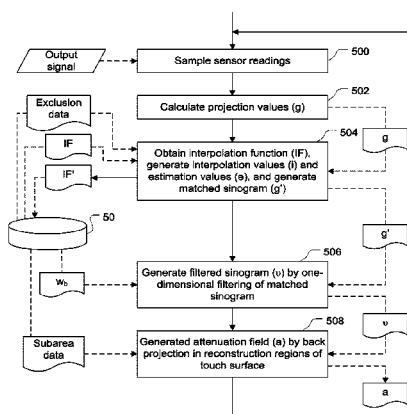 500
Output
signal
Sample sensor readings
502
Exclusion
data
Calculate projection values (g)
504
IF
Obtain interpolation function (IF),
generate interpolation values (i) and
estimation values (e), and generate
matched sinogram (g')
g
IF'
50
g'
506
Generate filtered sinogram (υ) by one-
dimensional filtering of matched
sinogram
wb
508
υ
Subarea
data
Generated attenuation field (a) by back
projection in reconstruction regions of
touch surface
a